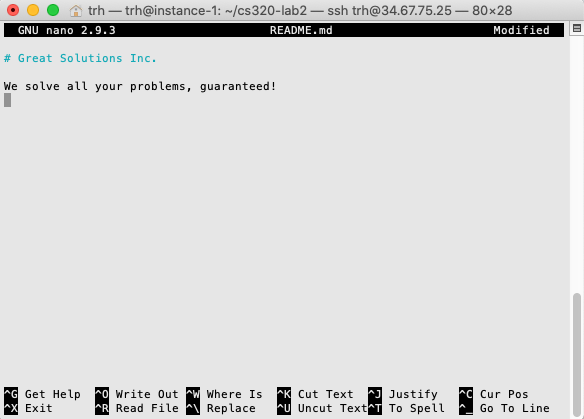 trh — trh@instance-1: ~/cs320-lab2 — ssh trh@34.67.75.25 — 80×28
GNU nano 2.9.3 README.md Modified
# Great Solutions Inc.
We solve all your problems, guaranteed!
^G Get Help ^O Write Out ^W Where Is ^K Cut Text ^J Justify ^C Cur Pos
^X Exit ^R Read File ^\ Replace ^U Uncut Text ^T To Spell ^_ Go To Line